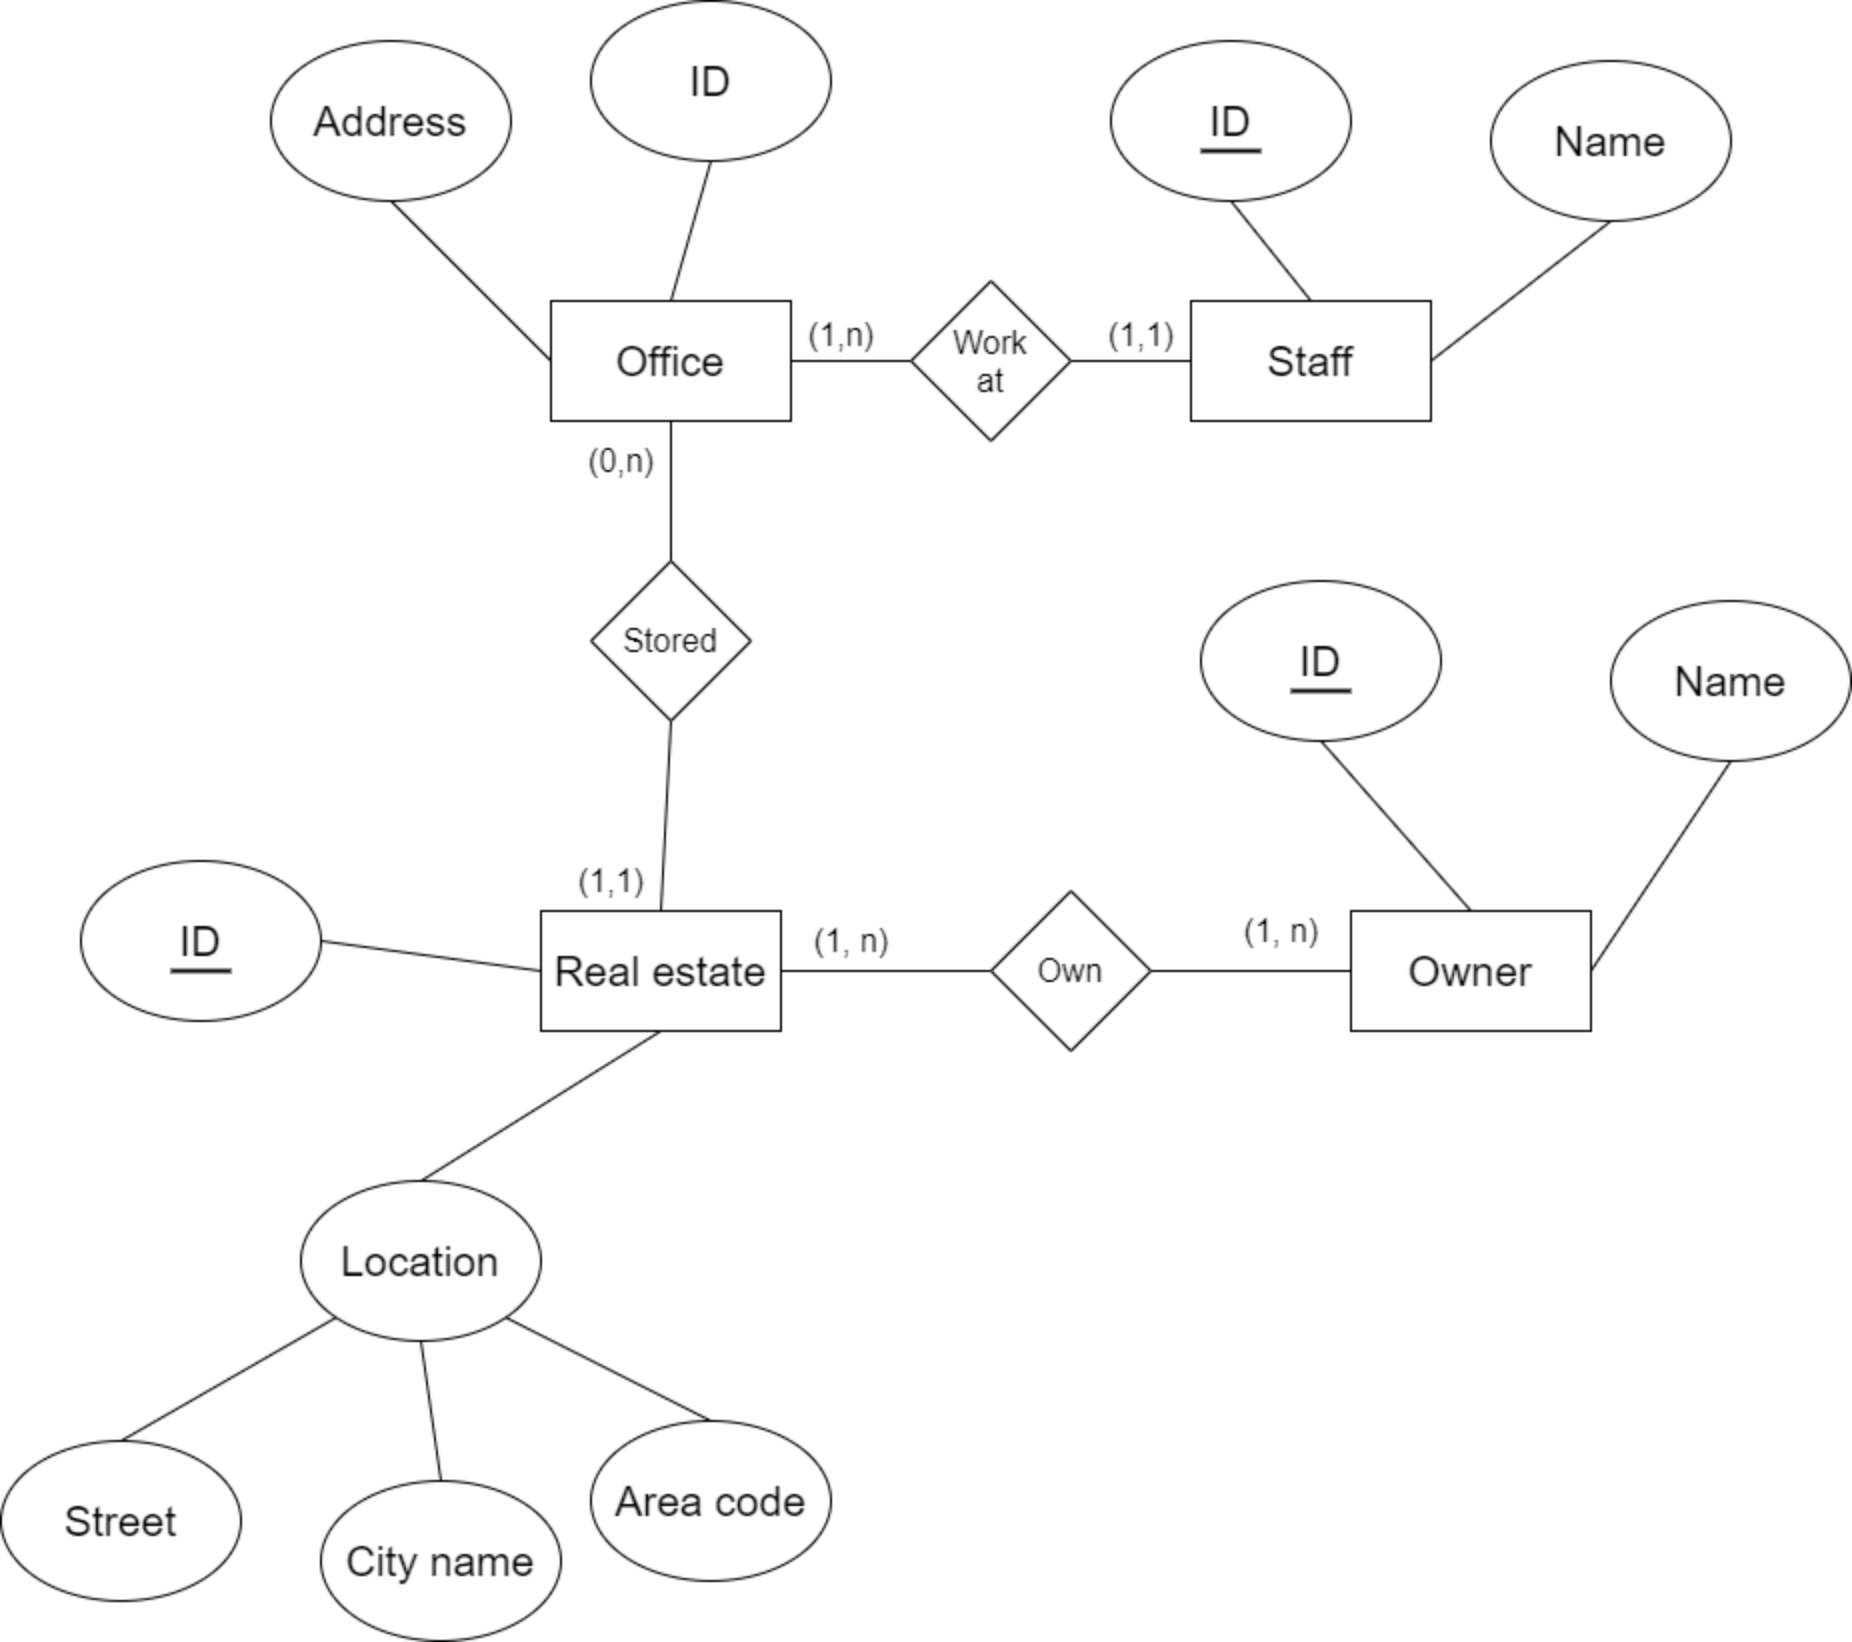 ID
Address
ID
Name
Office
(1,n)
Work
at
(1,1)
Staff
(0,n)
Stored
ID
Name
(1,1)
ID
Real estate
(1, n)
Own
(1, n)
Owner
Location
Street
City name
Area code